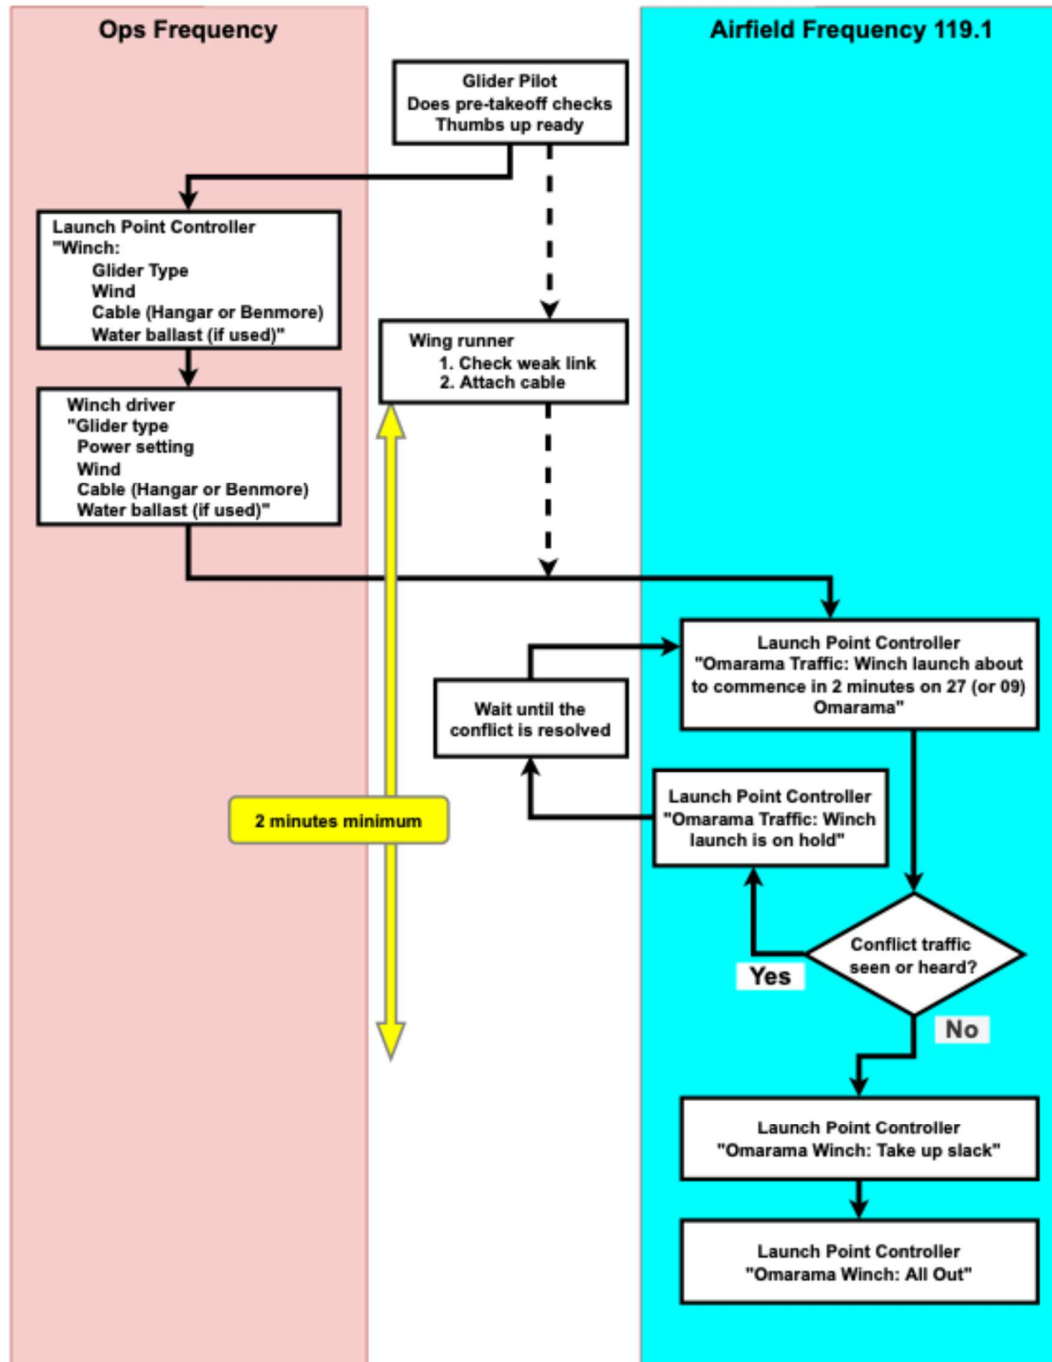 Ops Frequency
Airfield Frequency 119.1
Glider Pilot
Does pre-takeoff checks
Thumbs up ready
Launch Point Controller
"Winch:
Glider Type
Wind
Cable (Hangar or Benmore)
Water ballast (if used)"
Wing runner
1. Check weak link
2. Attach cable
Winch driver
"Glider type
Power setting
Wind
Cable (Hangar or Benmore)
Water ballast (if used)"
Launch Point Controller
"Omarama Traffic: Winch launch about
to commence in 2 minutes on 27 (or 09)
Omarama"
Wait until the
conflict is resolved
Launch Point Controller
"Omarama Traffic: Winch
launch is on hold"
2 minutes minimum
Conflict traffic
seen or heard?
Yes
No
Launch Point Controller
"Omarama Winch: Take up slack"
Launch Point Controller
"Omarama Winch: All Out"